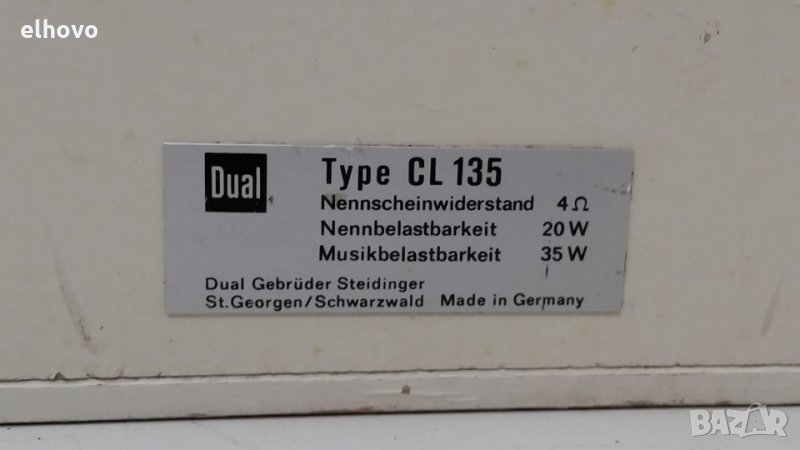 elhovo
Dual
Type CL 135
Nennscheinwiderstand 4 Ω
Nennbelastbarkeit 20 W
Musikbelastbarkeit 35 W
Dual Gebrüder Steidinger
St.Georgen/Schwarzwald Made in Germany
BAZAR